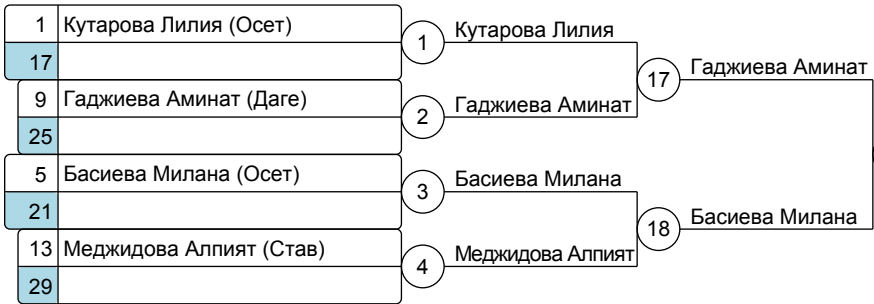 1 Кутарова Лилия (Осет)
17
9 Гаджиева Аминат (Даге)
25
5 Басиева Милана (Осет)
21
13 Меджидова Алпият (Став)
29
1 Кутарова Лилия
2 Гаджиева Аминат
3 Басиева Милана
4 Меджидова Алпият
17 Гаджиева Аминат
18 Басиева Милана